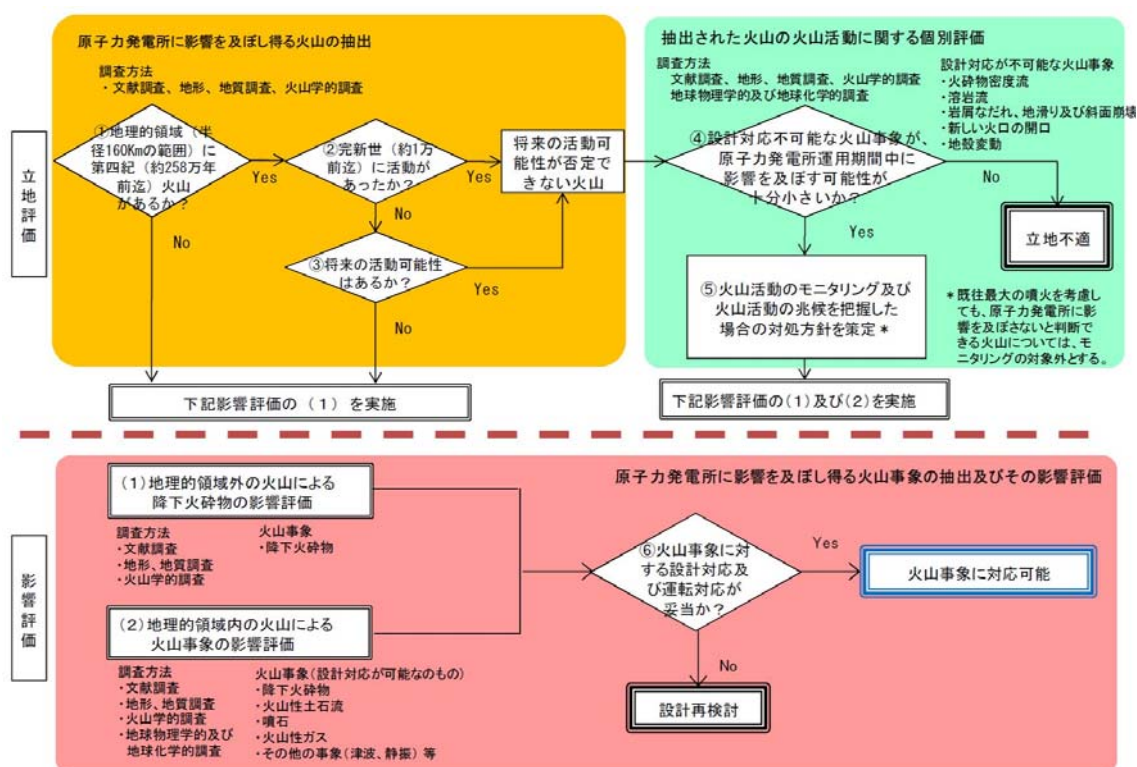 原子力発電所に影響を及ぼし得る火山の抽出
調査方法
・文献調査、地形、地質調査、火山学的調査
①地理的領域（半
径160Kmの範囲）に
第四紀（約258万年
前迄）火山
があるか？
Yes
No
②完新世（約1万年
前迄）に活動が
あったか？
Yes
No
③将来の活動可能性
はあるか？
Yes
No
将来の活動可
能性が否定で
きない火山
下記影響評価の（1）を実施
立地評価
抽出された火山の火山活動に関する個別評価
調査方法
文献調査、地形、地質調査、火山学的調査
地球物理学的及び地球化学的調査
設計対応が不可能な火山事象
・火砕物密度流
・溶岩流
・岩屑なだれ、地滑り及び斜面崩壊
・新しい火口の開口
・地殻変動
④設計対応不可能な火山事象が、
原子力発電所運用期間中に
影響を及ぼす可能性が
十分小さいか？
No
Yes
立地不適
⑤火山活動のモニタリング及び
火山活動の兆候を把握した
場合の対処方針を策定＊
＊既往最大の噴火を考慮し
ても、原子力発電所に影
響を及ぼさないと判断で
きる火山については、モ
ニタリングの対象外とする。
下記影響評価の(1)及び(2)を実施
影響評価
原子力発電所に影響を及ぼし得る火山事象の抽出及びその影響評価
(1)地理的領域外の火山による
降下火砕物の影響評価
調査方法
・文献調査
・地形、地質調査
・火山学的調査
火山事象
・降下火砕物
(2)地理的領域内の火山による
火山事象の影響評価
調査方法
・文献調査
・地形、地質調査
・火山学的調査
・地球物理学的及び
地球化学的調査
火山事象(設計対応が可能なのもの)
・降下火砕物
・火山性土石流
・噴石
・火山性ガス
・その他の事象(津波、静振)等
⑥火山事象に対
する設計対応及
び運転対応が
妥当か？
Yes
No
火山事象に対応可能
設計再検討